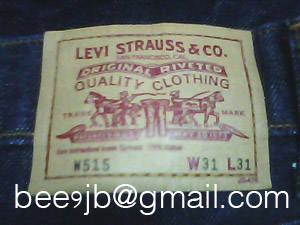 LEVI STRAUSS & CO.
SAN FRANCISCO, CAL.
ORIGINAL RIVETED
QUALITY CLOTHING
TRADE MARK
W515 W31 L31
bee9jb@gmail.com